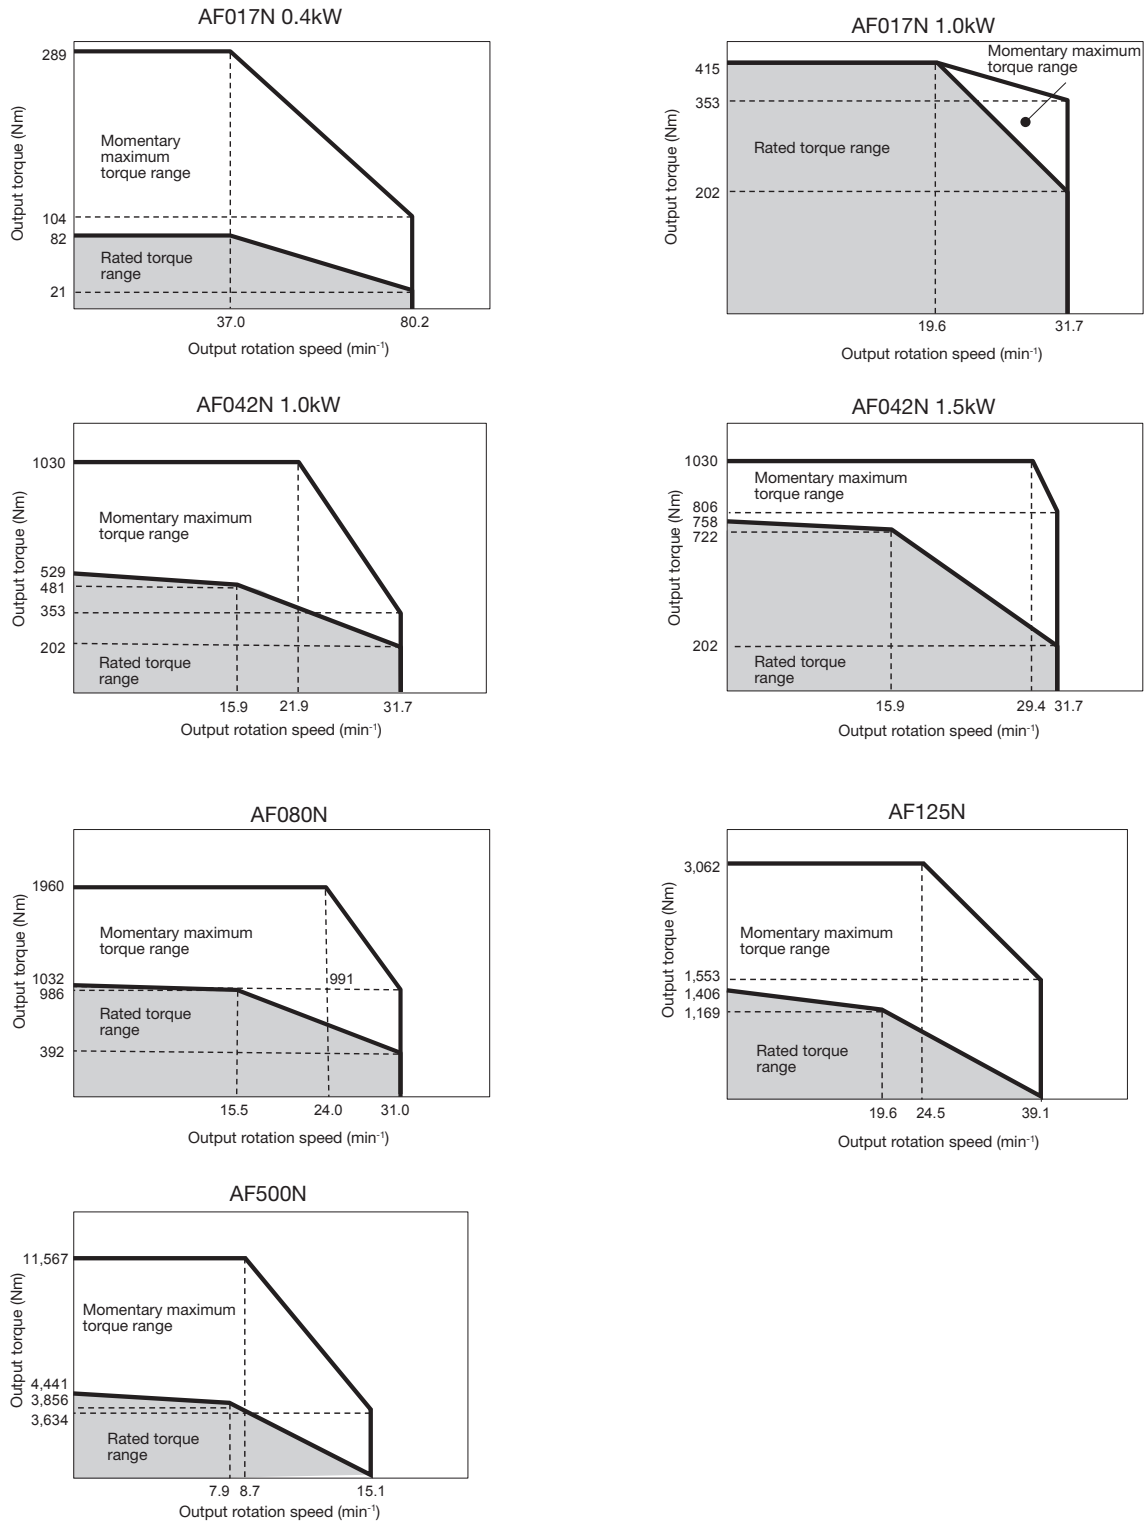 AF017N 0.4kW
289
Momentary
maximum
torque range
104
82
Rated torque
range
21
37.0 80.2
Output torque (Nm)
Output rotation speed (min-1)
AF017N 1.0kW
Momentary maximum
torque range
415
353
Rated torque range
202
19.6 31.7
Output torque (Nm)
Output rotation speed (min-1)
AF042N 1.0kW
1030
Momentary maximum
torque range
529
481
353
202
Rated torque
range
15.9 21.9 31.7
Output torque (Nm)
Output rotation speed (min-1)
AF042N 1.5kW
1030
Momentary maximum
torque range
806
758
722
202
Rated torque
range
15.9 29.4 31.7
Output torque (Nm)
Output rotation speed (min-1)
AF080N
1960
Momentary maximum
torque range
1032
986
991
Rated torque
range
392
15.5 24.0 31.0
Output torque (Nm)
Output rotation speed (min-1)
AF125N
3,062
Momentary maximum
torque range
1,553
1,406
1,169
Rated torque
range
19.6 24.5 39.1
Output torque (Nm)
Output rotation speed (min-1)
AF500N
11,567
Momentary maximum
torque range
4,441
3,856
3,634
Rated torque
range
7.9 8.7 15.1
Output torque (Nm)
Output rotation speed (min-1)